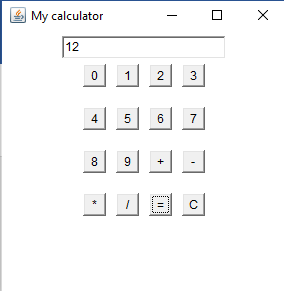 My calculator
12
0 1 2 3
4 5 6 7
8 9 + -
* / = C